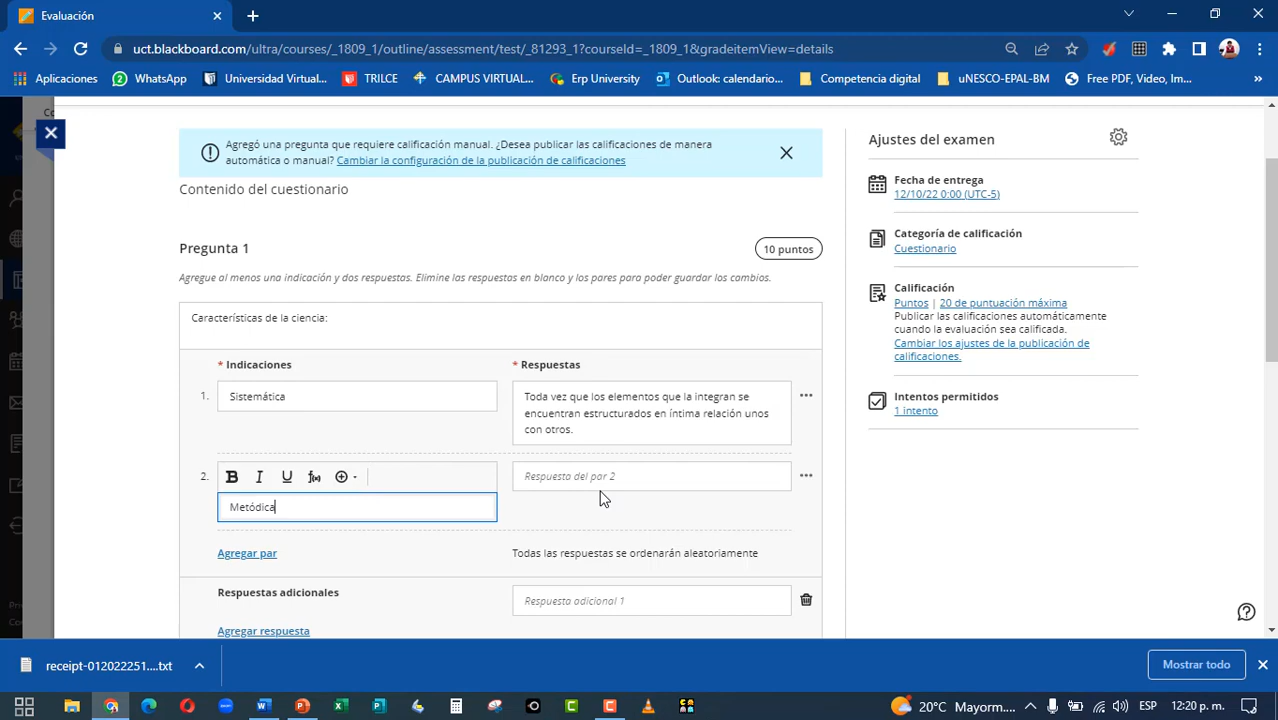 Evaluación
uct.blackboard.com/ultra/courses/_1809_1/outline/assessment/test/_81293_1?courseId=_1809_1&gradeitemView=details
Aplicaciones
WhatsApp
Universidad Virtual...
TRILCE
CAMPUS VIRTUAL...
Erp University
Outlook: calendario...
Competencia digital
uNESCO-EPAL-BM
Free PDF, Video, Im...
»
Agregó una pregunta que requiere calificación manual. ¿Desea publicar las calificaciones de manera
automática o manual? Cambiar la configuración de la publicación de calificaciones
Contenido del cuestionario
Pregunta 1
10 puntos
Agregue al menos una indicación y dos respuestas. Elimine las respuestas en blanco y los pares para poder guardar los cambios.
Características de la ciencia:
* Indicaciones
* Respuestas
1.
Sistemática
Toda vez que los elementos que la integran se
encuentran estructurados en íntima relación unos
con otros.
2.
B I U
Respuesta del par 2
Metódica
Agregar par
Todas las respuestas se ordenarán aleatoriamente
Respuestas adicionales
Respuesta adicional 1
Agregar respuesta
Ajustes del examen
Fecha de entrega
12/10/22 0:00 (UTC-5)
Categoría de calificación
Cuestionario
Calificación
Puntos | 20 de puntuación máxima
Publicar las calificaciones automáticamente
cuando la evaluación sea calificada.
Cambiar los ajustes de la publicación de
calificaciones.
Intentos permitidos
1 intento
receipt-012022251....txt
Mostrar todo
20°C Mayorm...
ESP
12:20 p. m.